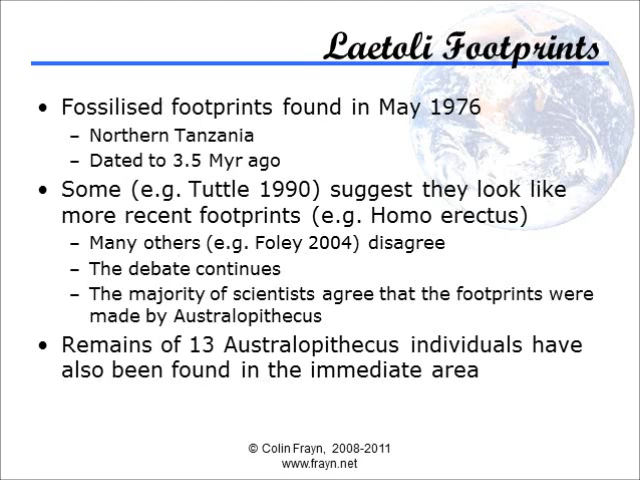 Laetoli Footprints
• Fossilised footprints found in May 1976
– Northern Tanzania
– Dated to 3.5 Myr ago
• Some (e.g. Tuttle 1990) suggest they look like
more recent footprints (e.g. Homo erectus)
– Many others (e.g. Foley 2004) disagree
– The debate continues
– The majority of scientists agree that the footprints were
made by Australopithecus
• Remains of 13 Australopithecus individuals have
also been found in the immediate area
© Colin Frayn, 2008-2011
www.frayn.net